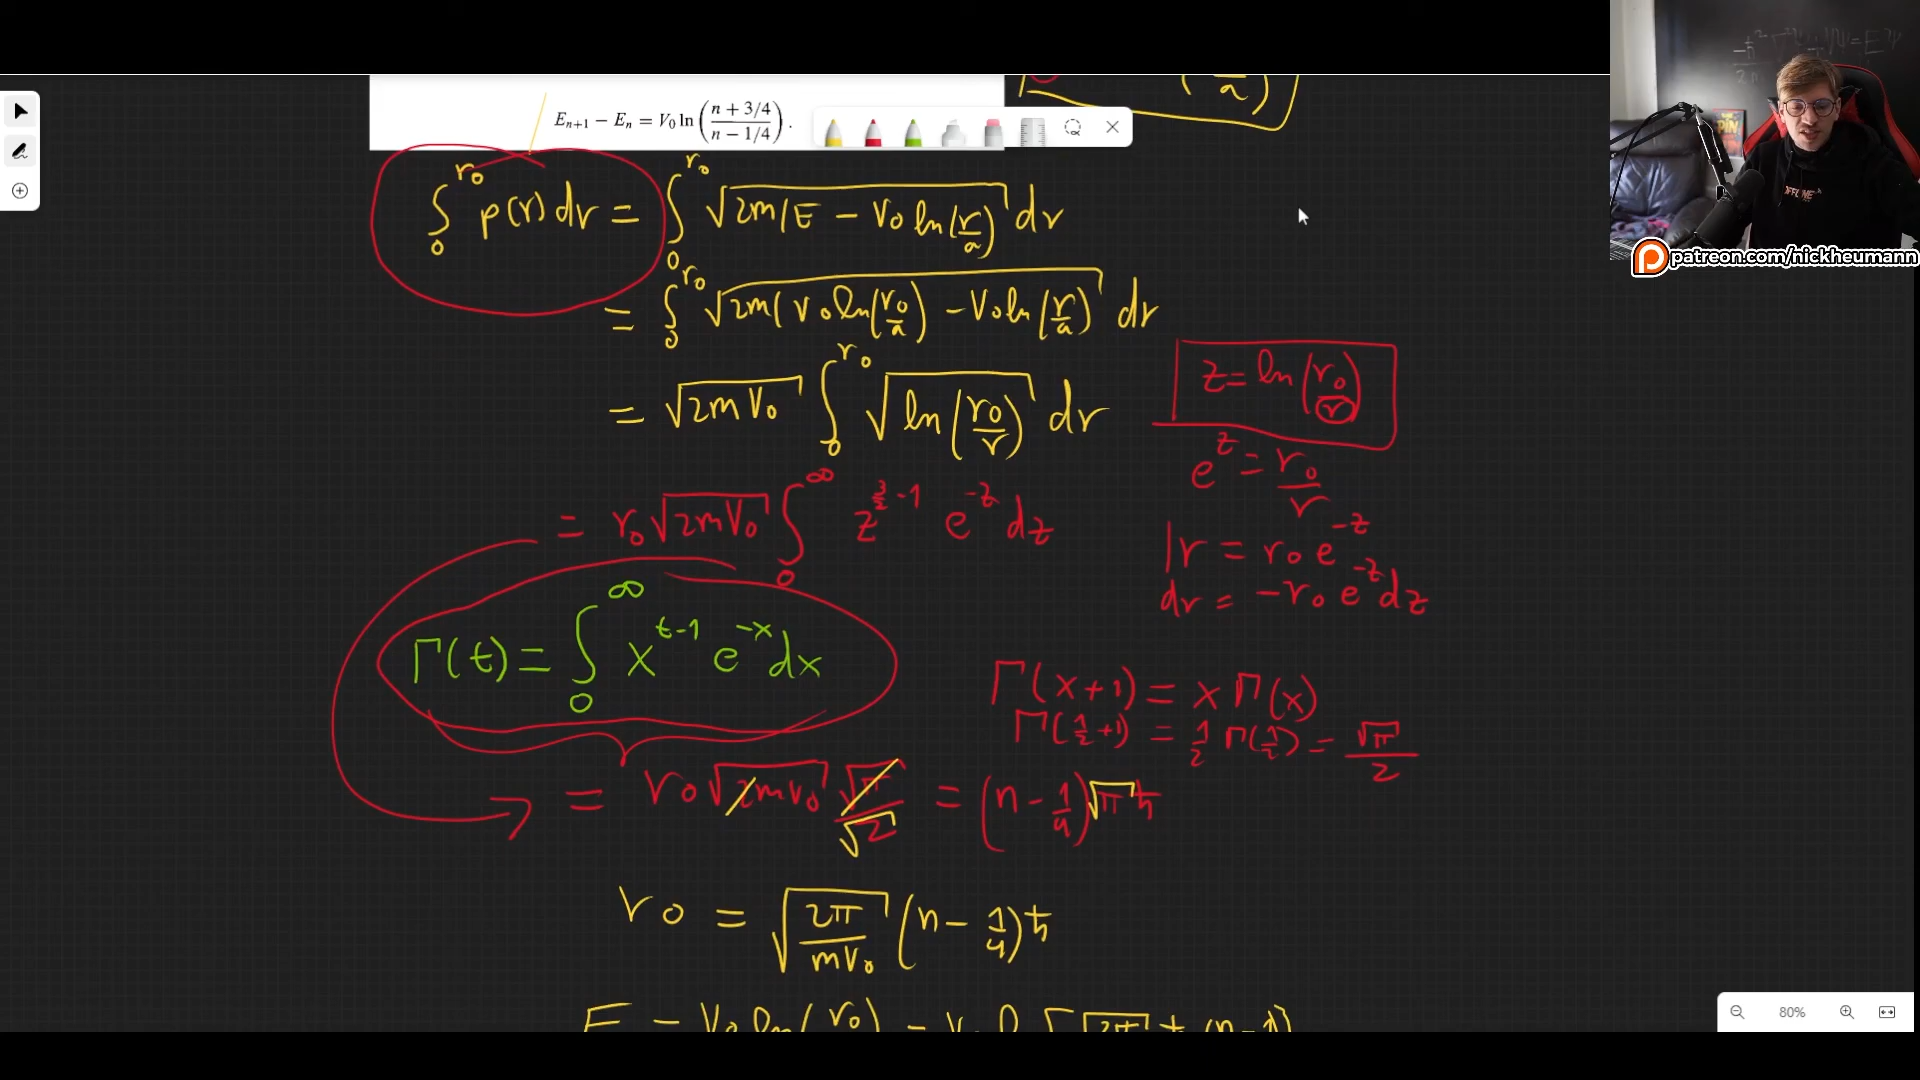 (r/a)
E_{n+1} − E_n = V_0 ln((n + 3/4)/(n − 1/4)).
∫_0^{r_0} p(r) dr = ∫_0^{r_0} √(2m(E − V_0 ln(r/a)) dr
= ∫_0^{r_0} √(2m(V_0 ln(r_0/a) − V_0 ln(r/a)) dr
= √(2mV_0) ∫_0^{r_0} √(ln(r_0/r)) dr
z = ln(r_0/r)
e^z = r_0/r
= r_0 √(2mV_0) ∫_0^∞ z^{3/2 - 1} e^{-z} dz
r = r_0 e^{-z}
dr = -r_0 e^{-z} dz
Γ(t) = ∫_0^∞ x^{t-1} e^{-x} dx
Γ(x+1) = x Γ(x)
Γ(1/2 + 1) = 1/2 Γ(1/2) = √π/2
= r_0 √(2mV_0) √π/√2 = (n − 1/4) √π ħ
r_0 = √(2π/(mV_0)) (n − 1/4) ħ
patreon.com/nickheumann
80%